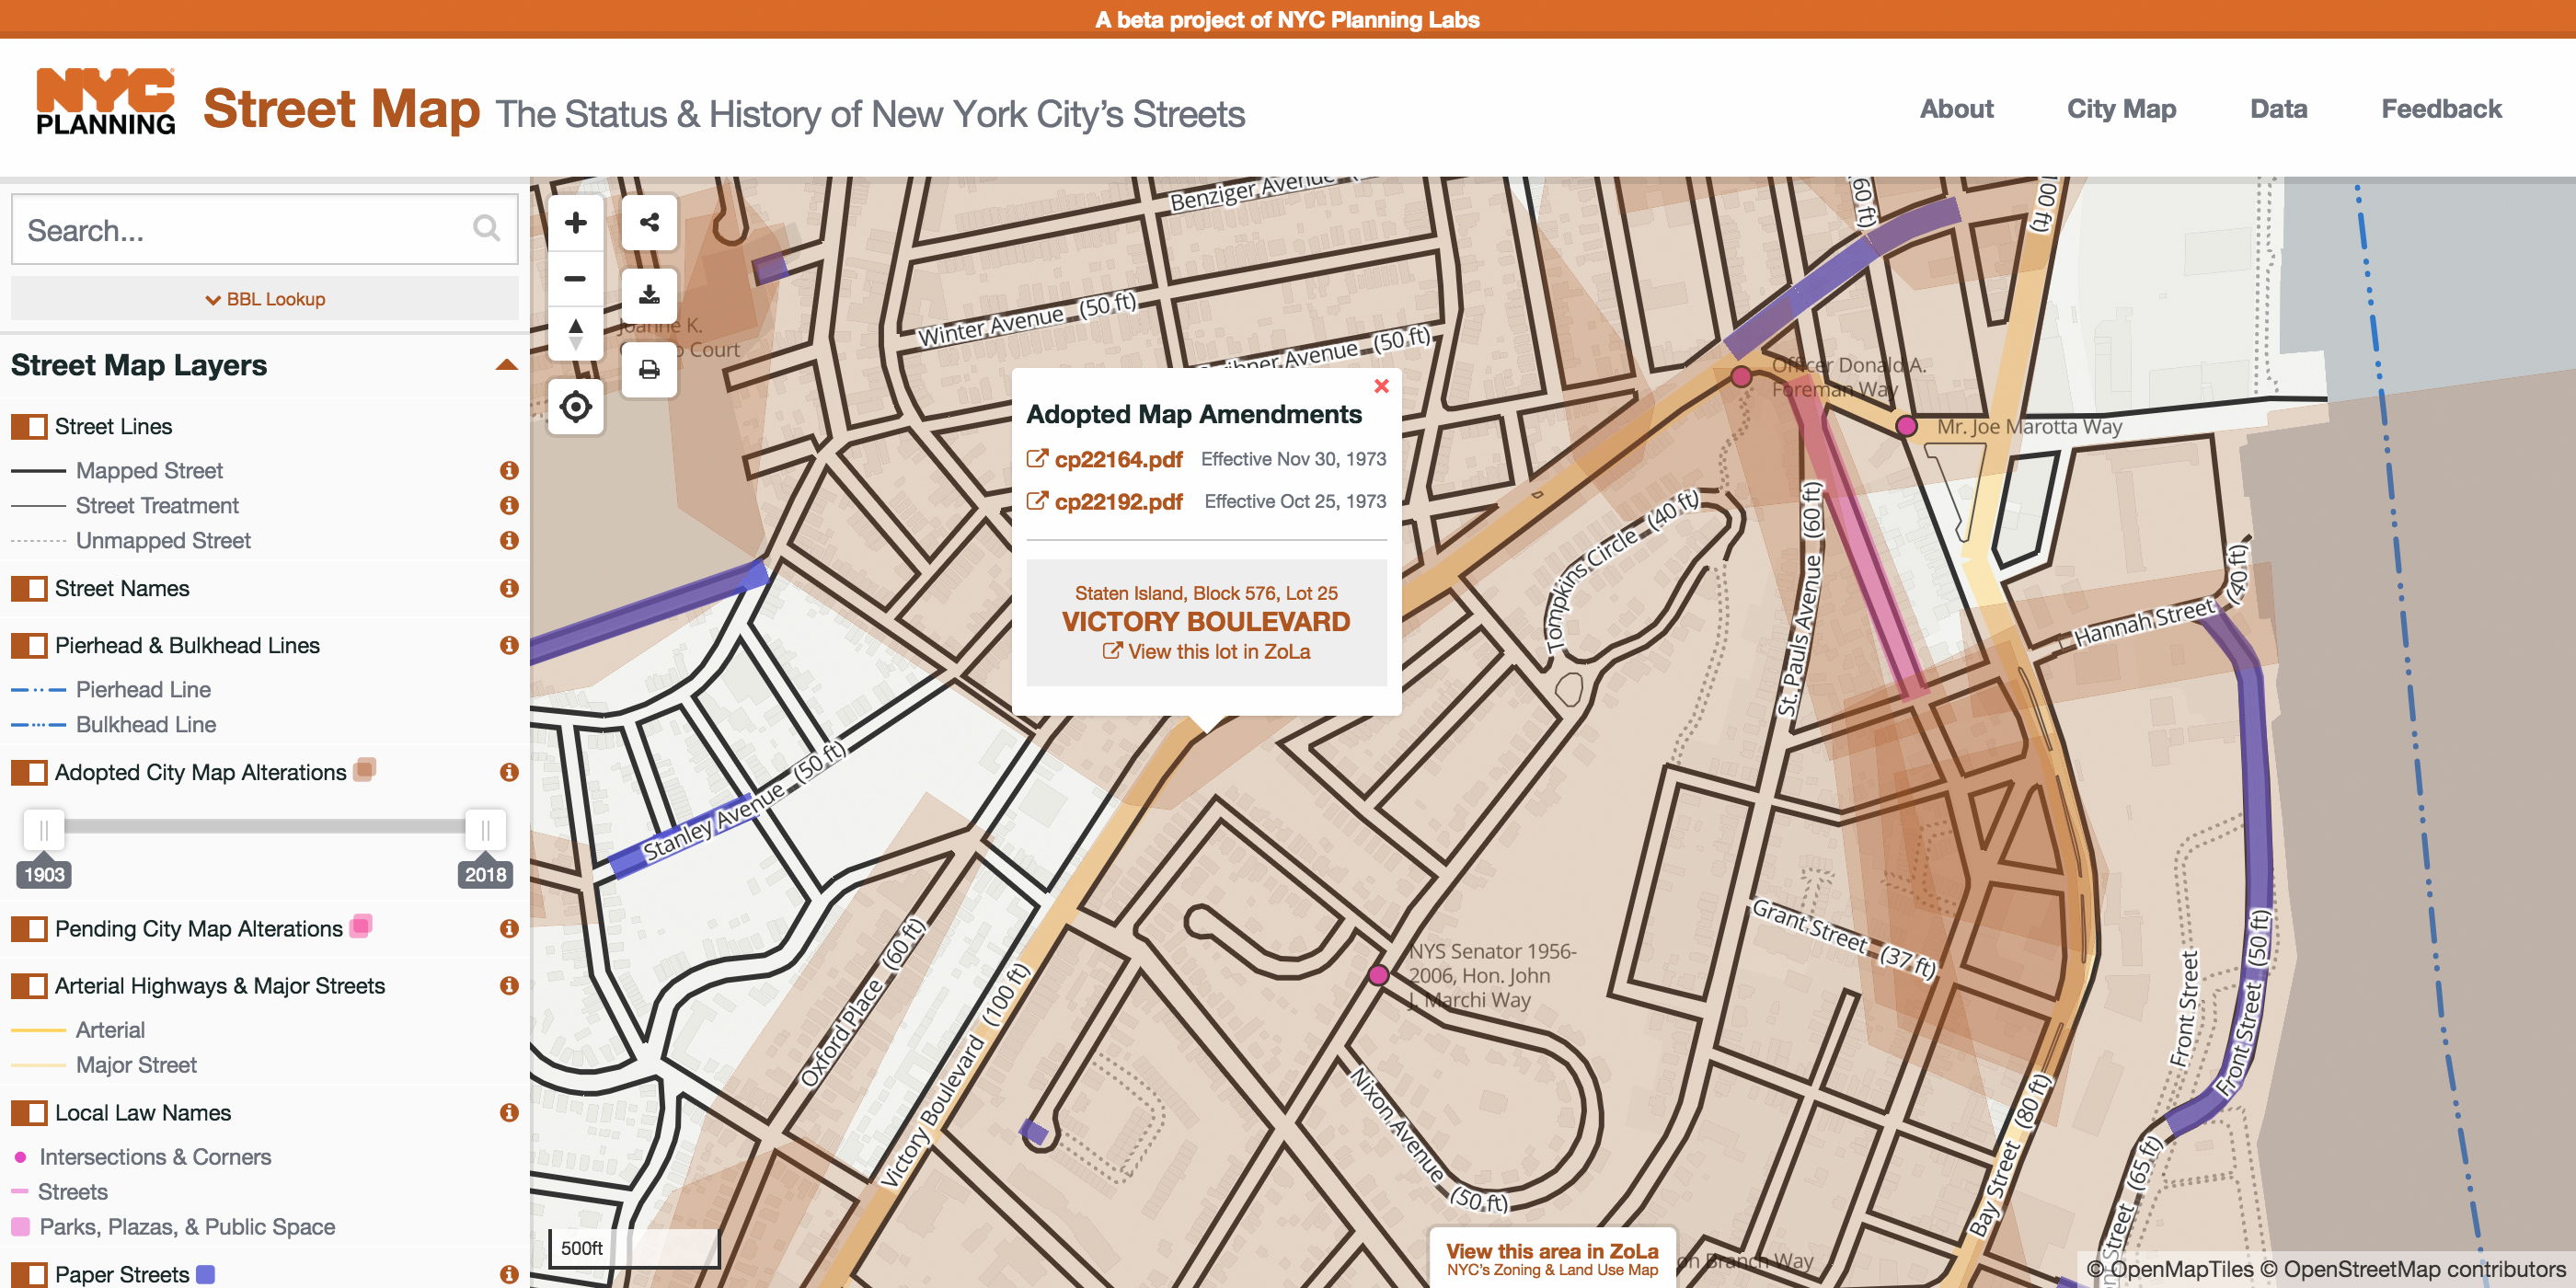 A beta project of NYC Planning Labs
NYC
PLANNING
Street Map The Status & History of New York City's Streets
About
City Map
Data
Feedback
Search...
BBL Lookup
Street Map Layers
Street Lines
Mapped Street
Street Treatment
Unmapped Street
Street Names
Pierhead & Bulkhead Lines
Pierhead Line
Bulkhead Line
Adopted City Map Alterations
1903
2018
Pending City Map Alterations
Arterial Highways & Major Streets
Arterial
Major Street
Local Law Names
Intersections & Corners
Streets
Parks, Plazas, & Public Space
Paper Streets
Benziger Avenue
60 ft)
100 ft)
Winter Avenue (50 ft)
Avenue (50 ft)
Joanne K.
Court
Adopted Map Amendments
cp22164.pdf Effective Nov 30, 1973
cp22192.pdf Effective Oct 25, 1973
Staten Island, Block 576, Lot 25
VICTORY BOULEVARD
View this lot in ZoLa
Officer Donald A.
Foreman Way
Mr. Joe Marotta Way
Tompkins Circle (40 ft)
St. Pauls Avenue (60 ft)
Hannah Street (40 ft)
Stanley Avenue (50 ft)
Oxford Place (60 ft)
Victory Boulevard (100 ft)
NYS Senator 1956-
2006, Hon. John
J. Marchi Way
Grant Street (37 ft)
Nixon Avenue (50 ft)
Front Street
Front Street (50 ft)
Bay Street (80 ft)
Street (65 ft)
500ft
View this area in ZoLa
NYC's Zoning & Land Use Map
Branch Way
© OpenMapTiles © OpenStreetMap contributors